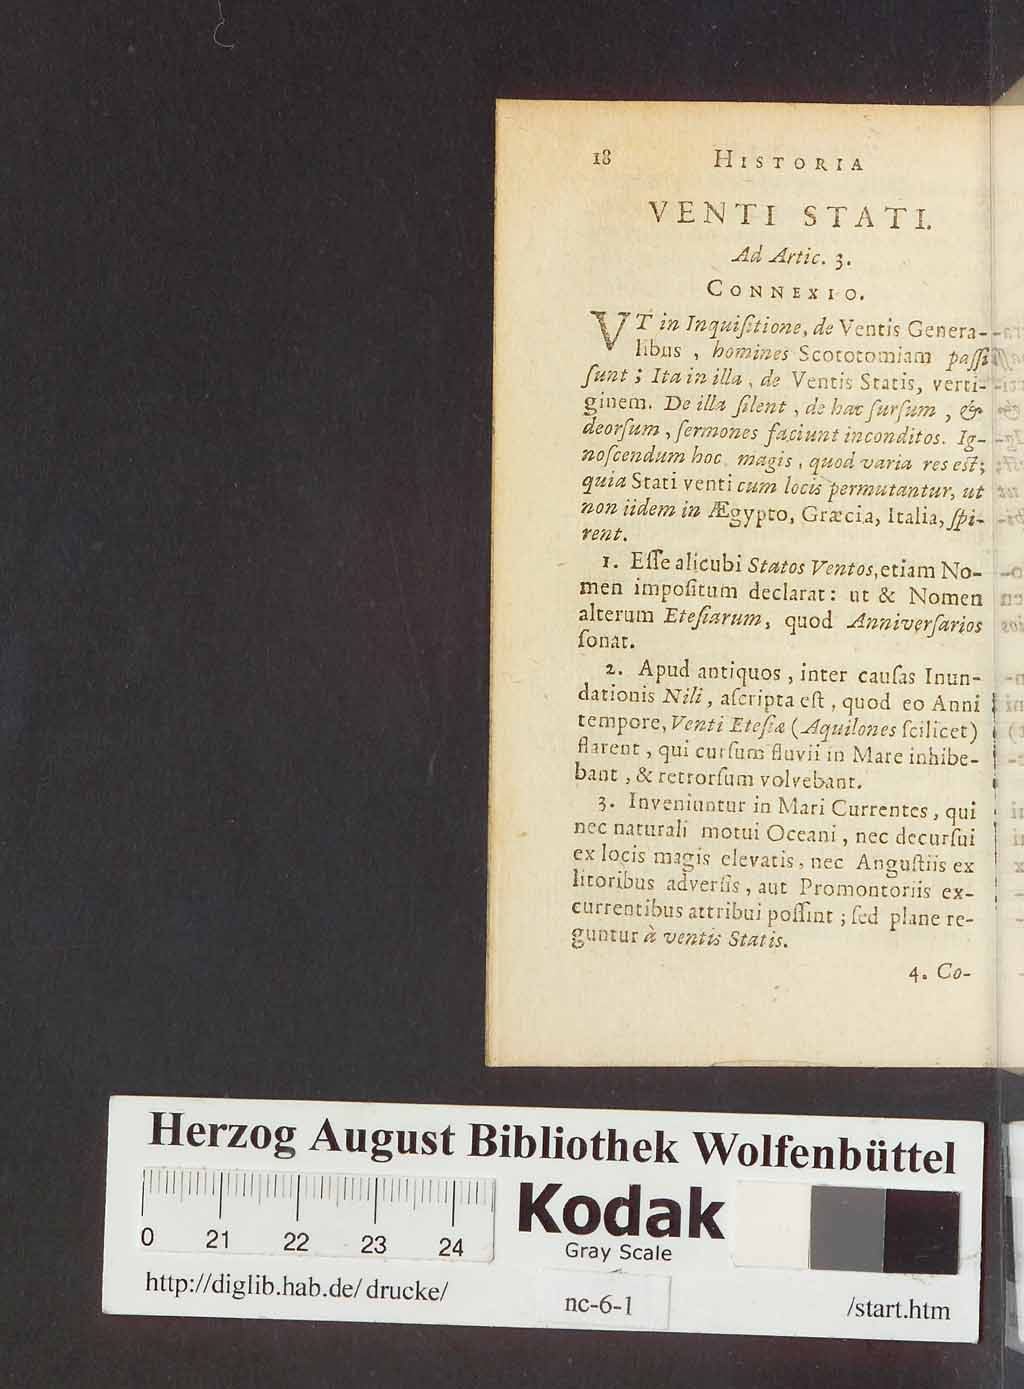 18 HISTORIA
VENTI STATI.
Ad Artic. 3.
CONNEXIO.
VT in Inquiſitione, de Ventis Genera-
libus , homines Scototomiam paſſi
ſunt ; Ita in illa , de Ventis Statis, verti-
ginem. De illa ſilent , de hac ſurſum , &
deorſum , ſermones faciunt inconditos. Ig-
noſcendum hoc magis , quod varia res eſt;
quia Stati venti cum locis permutantur, ut
non iidem in Ægypto, Græcia, Italia, ſpi-
rent.
1. Eſſe alicubi Statos Ventos, etiam No-
men impoſitum declarat: ut & Nomen
alterum Eteſiarum, quod Anniverſarios
ſonat.
2. Apud antiquos , inter cauſas Inun-
dationis Nili , aſcripta eſt , quod eo Anni
tempore, Venti Eteſiæ (Aquilones ſcilicet)
flarent , qui curſum fluvii in Mare inhibe-
bant , & retrorſum volvebant.
3. Inveniuntur in Mari Currentes , qui
nec naturali motui Oceani , nec decurſui
ex locis magis elevatis , nec Anguſtiis ex
litoribus adverſis , aut Promontoriis ex-
currentibus attribui poſſint ; ſed plane re-
guntur à ventis Statis.
4. Co-
Herzog August Bibliothek Wolfenbüttel
0 21 22 23 24
Kodak
Gray Scale
http://diglib.hab.de/drucke/
nc-6-1
/start.htm